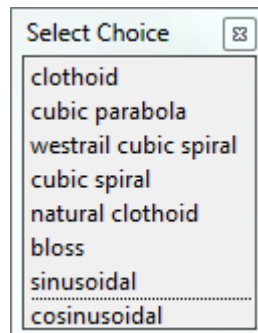 Select Choice
clothoid
cubic parabola
westrail cubic spiral
cubic spiral
natural clothoid
bloss
sinusoidal
cosinusoidal